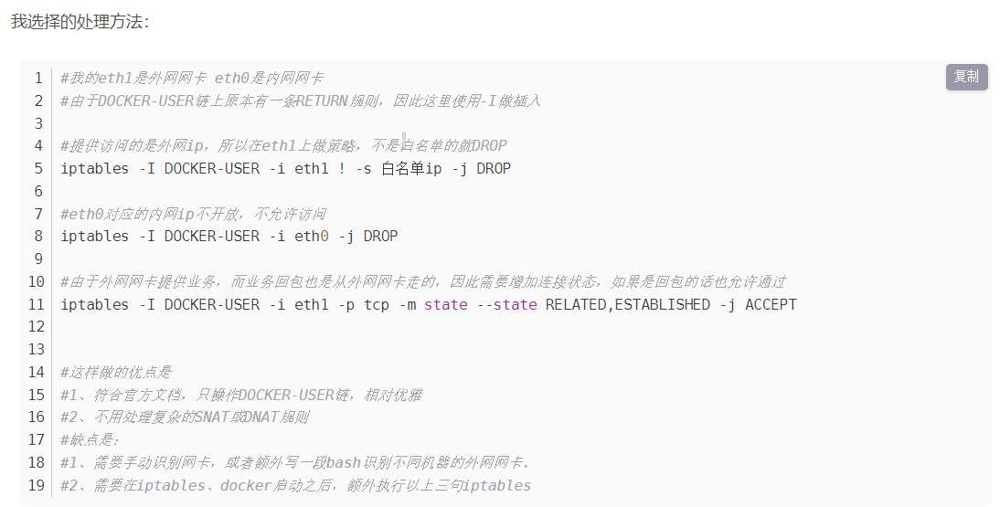 我选择的处理方法：
复制
1 #我的eth1是外网网卡 eth0是内网网卡
2 #由于DOCKER-USER链上原本有一条RETURN规则，因此这里使用-I做插入
3
4 #提供访问的是外网ip，所以在eth1上做策略，不是白名单的就DROP
5 iptables -I DOCKER-USER -i eth1 ! -s 白名单ip -j DROP
6
7 #eth0对应的内网ip不开放，不允许访问
8 iptables -I DOCKER-USER -i eth0 -j DROP
9
10 #由于外网网卡提供业务，而业务回包也是从外网网卡走的，因此需要增加连接状态，如果是回包的话也允许通过
11 iptables -I DOCKER-USER -i eth1 -p tcp -m state --state RELATED,ESTABLISHED -j ACCEPT
12
13
14 #这样做的优点是
15 #1、符合官方文档，只操作DOCKER-USER链，相对优雅
16 #2、不用处理复杂的SNAT或DNAT规则
17 #缺点是：
18 #1、需要手动识别网卡，或者额外写一段bash识别不同机器的外网网卡。
19 #2、需要在iptables、docker启动之后，额外执行以上三句iptables